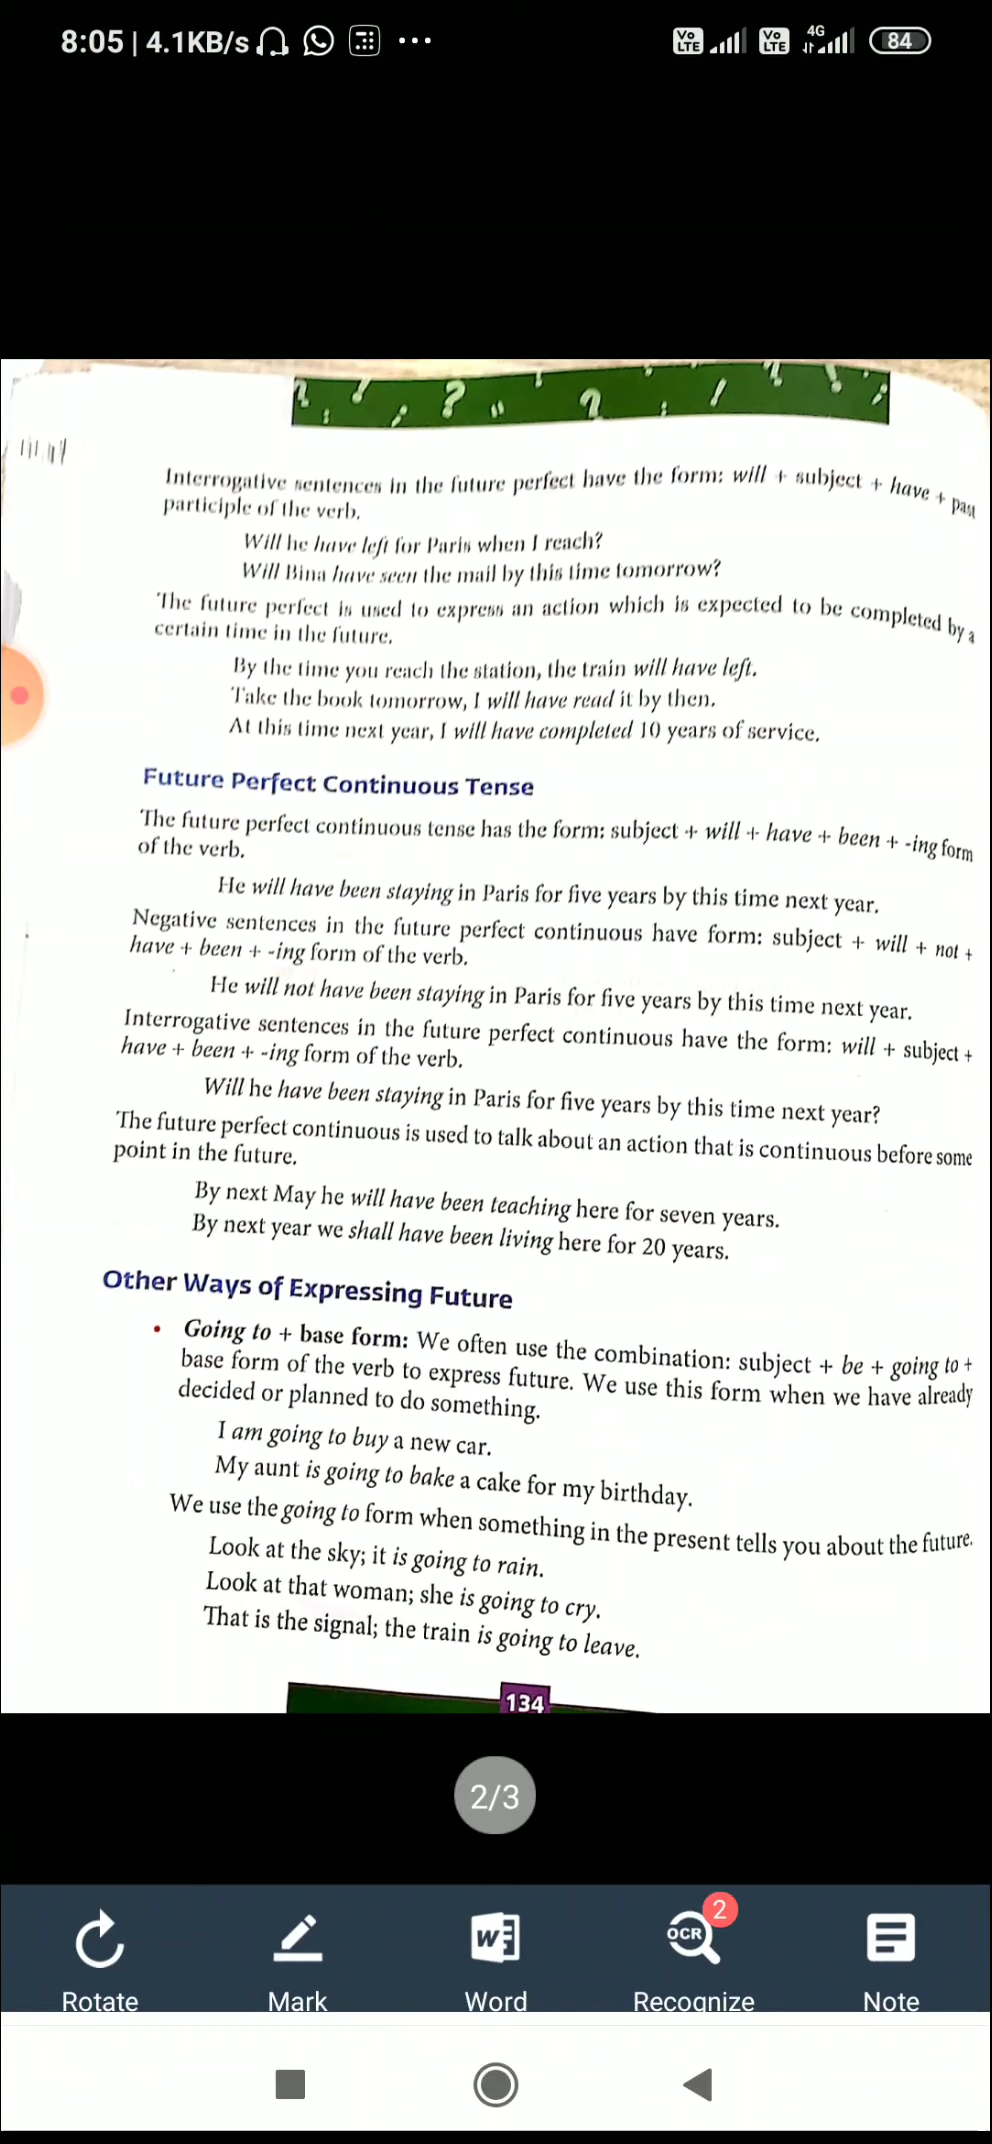 8:05 | 4.1KB/s
Vo LTE Vo LTE 4G 84
Interrogative sentences in the future perfect have the form: will + subject + have + past
participle of the verb.
Will he have left for Paris when I reach?
Will Bina have seen the mail by this time tomorrow?
The future perfect is used to express an action which is expected to be completed by a
certain time in the future.
By the time you reach the station, the train will have left.
Take the book tomorrow, I will have read it by then.
At this time next year, I will have completed 10 years of service.
Future Perfect Continuous Tense
The future perfect continuous tense has the form: subject + will + have + been + -ing form
of the verb.
He will have been staying in Paris for five years by this time next year.
Negative sentences in the future perfect continuous have form: subject + will + not +
have + been + -ing form of the verb.
He will not have been staying in Paris for five years by this time next year.
Interrogative sentences in the future perfect continuous have the form: will + subject +
have + been + -ing form of the verb.
Will he have been staying in Paris for five years by this time next year?
The future perfect continuous is used to talk about an action that is continuous before some
point in the future.
By next May he will have been teaching here for seven years.
By next year we shall have been living here for 20 years.
Other Ways of Expressing Future
• Going to + base form: We often use the combination: subject + be + going to +
base form of the verb to express future. We use this form when we have already
decided or planned to do something.
I am going to buy a new car.
My aunt is going to bake a cake for my birthday.
We use the going to form when something in the present tells you about the future.
Look at the sky; it is going to rain.
Look at that woman; she is going to cry.
That is the signal; the train is going to leave.
134
2/3
W OCR 2
Rotate Mark Word Recognize Note